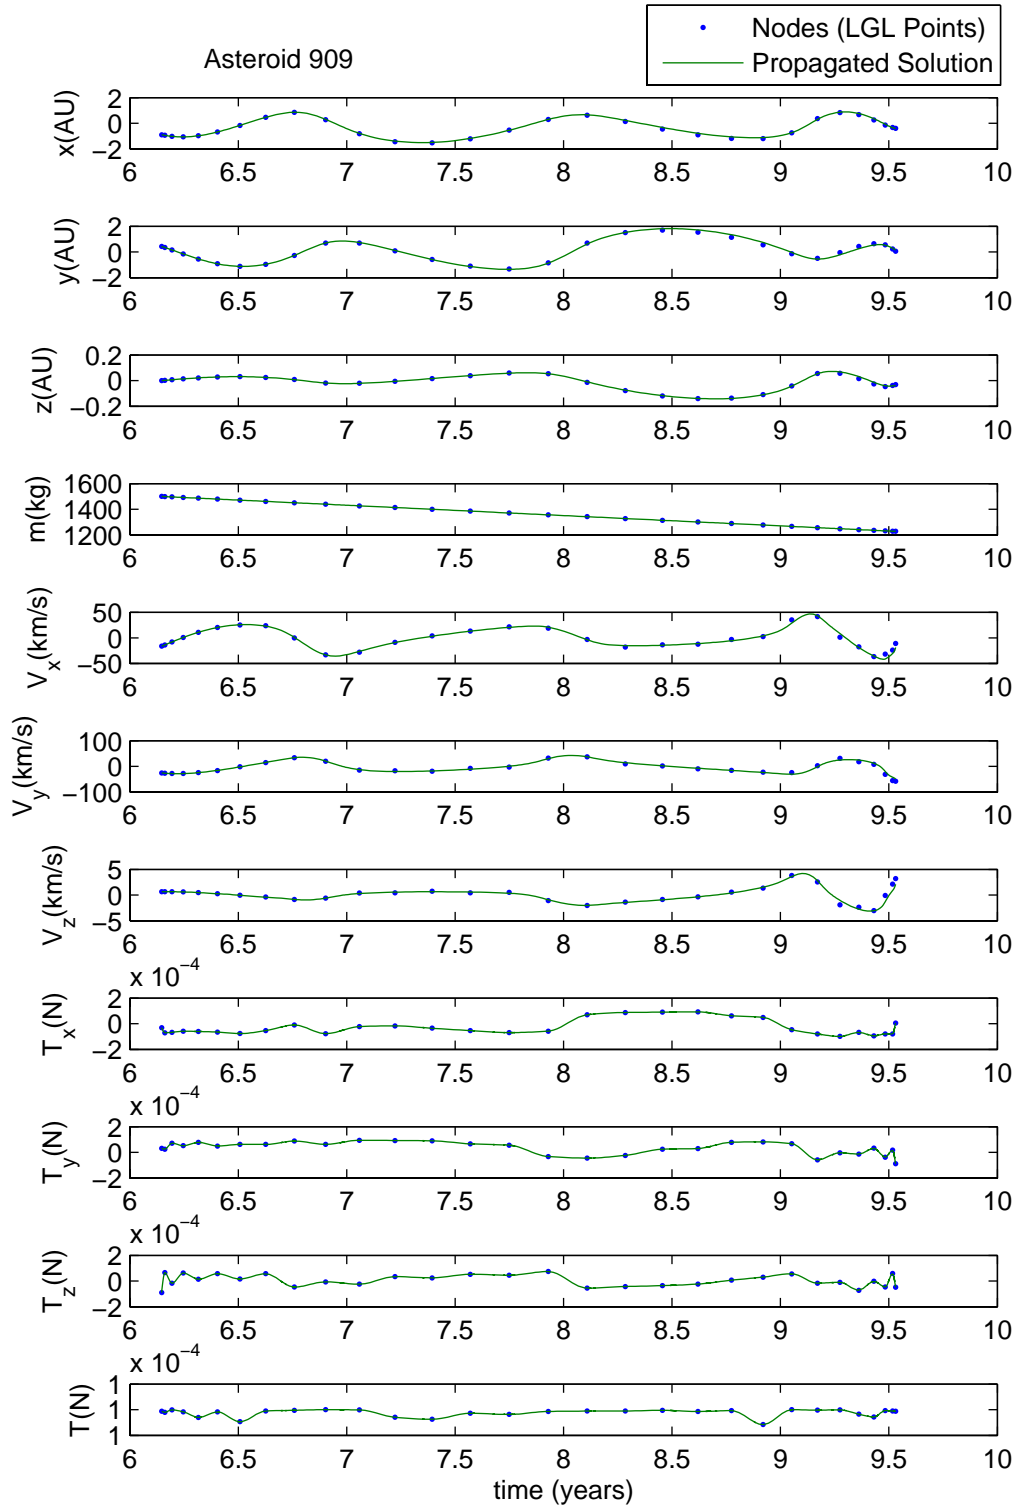 Asteroid 909
Nodes (LGL Points)
Propagated Solution
x(AU)
2
0
−2
6 6.5 7 7.5 8 8.5 9 9.5 10
y(AU)
2
0
−2
6 6.5 7 7.5 8 8.5 9 9.5 10
z(AU)
0.2
0
−0.2
6 6.5 7 7.5 8 8.5 9 9.5 10
m(kg)
1600
1400
1200
6 6.5 7 7.5 8 8.5 9 9.5 10
V_x(km/s)
50
0
−50
6 6.5 7 7.5 8 8.5 9 9.5 10
V_y(km/s)
100
0
−100
6 6.5 7 7.5 8 8.5 9 9.5 10
V_z(km/s)
5
0
−5
6 6.5 7 7.5 8 8.5 9 9.5 10
x 10^−4
T_x(N)
2
0
−2
6 6.5 7 7.5 8 8.5 9 9.5 10
x 10^−4
T_y(N)
2
0
−2
6 6.5 7 7.5 8 8.5 9 9.5 10
x 10^−4
T_z(N)
2
0
−2
6 6.5 7 7.5 8 8.5 9 9.5 10
x 10^−4
T(N)
1
1
1
6 6.5 7 7.5 8 8.5 9 9.5 10
time (years)